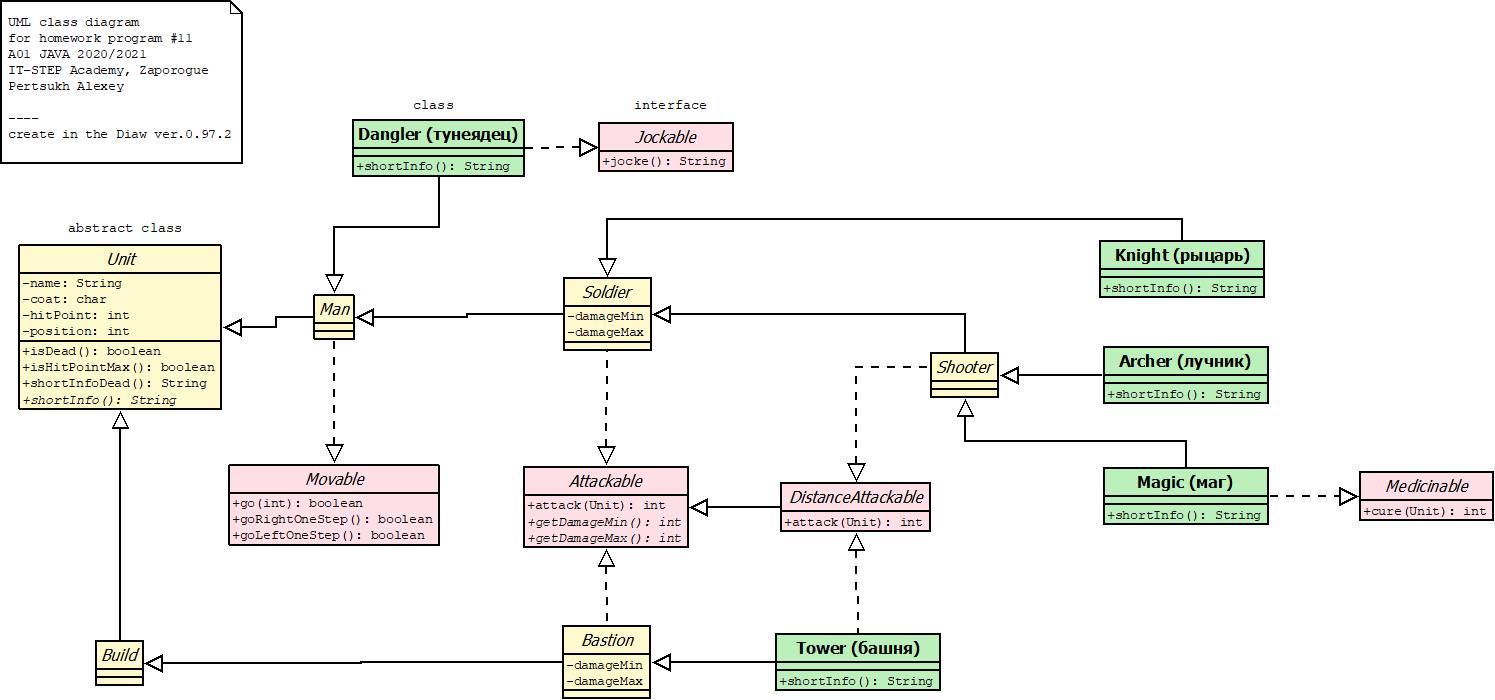 UML class diagram
for homework program #11
A01 JAVA 2020/2021
IT-STEP Academy, Zaporogue
Pertsukh Alexey
----
create in the Diaw ver.0.97.2
class
Dangler (тунеядец)
+shortInfo(): String
interface
Jockable
+jocke(): String
abstract class
Unit
-name: String
-coat: char
-hitPoint: int
-position: int
+isDead(): boolean
+isHitPointMax(): boolean
+shortInfoDead(): String
+shortInfo(): String
Man
Soldier
-damageMin
-damageMax
Knight (рыцарь)
+shortInfo(): String
Shooter
Archer (лучник)
+shortInfo(): String
Movable
+go(int): boolean
+goRightOneStep(): boolean
+goLeftOneStep(): boolean
Attackable
+attack(Unit): int
+getDamageMin(): int
+getDamageMax(): int
DistanceAttackable
+attack(Unit): int
Magic (маг)
+shortInfo(): String
Medicinable
+cure(Unit): int
Build
Bastion
-damageMin
-damageMax
Tower (башня)
+shortInfo(): String